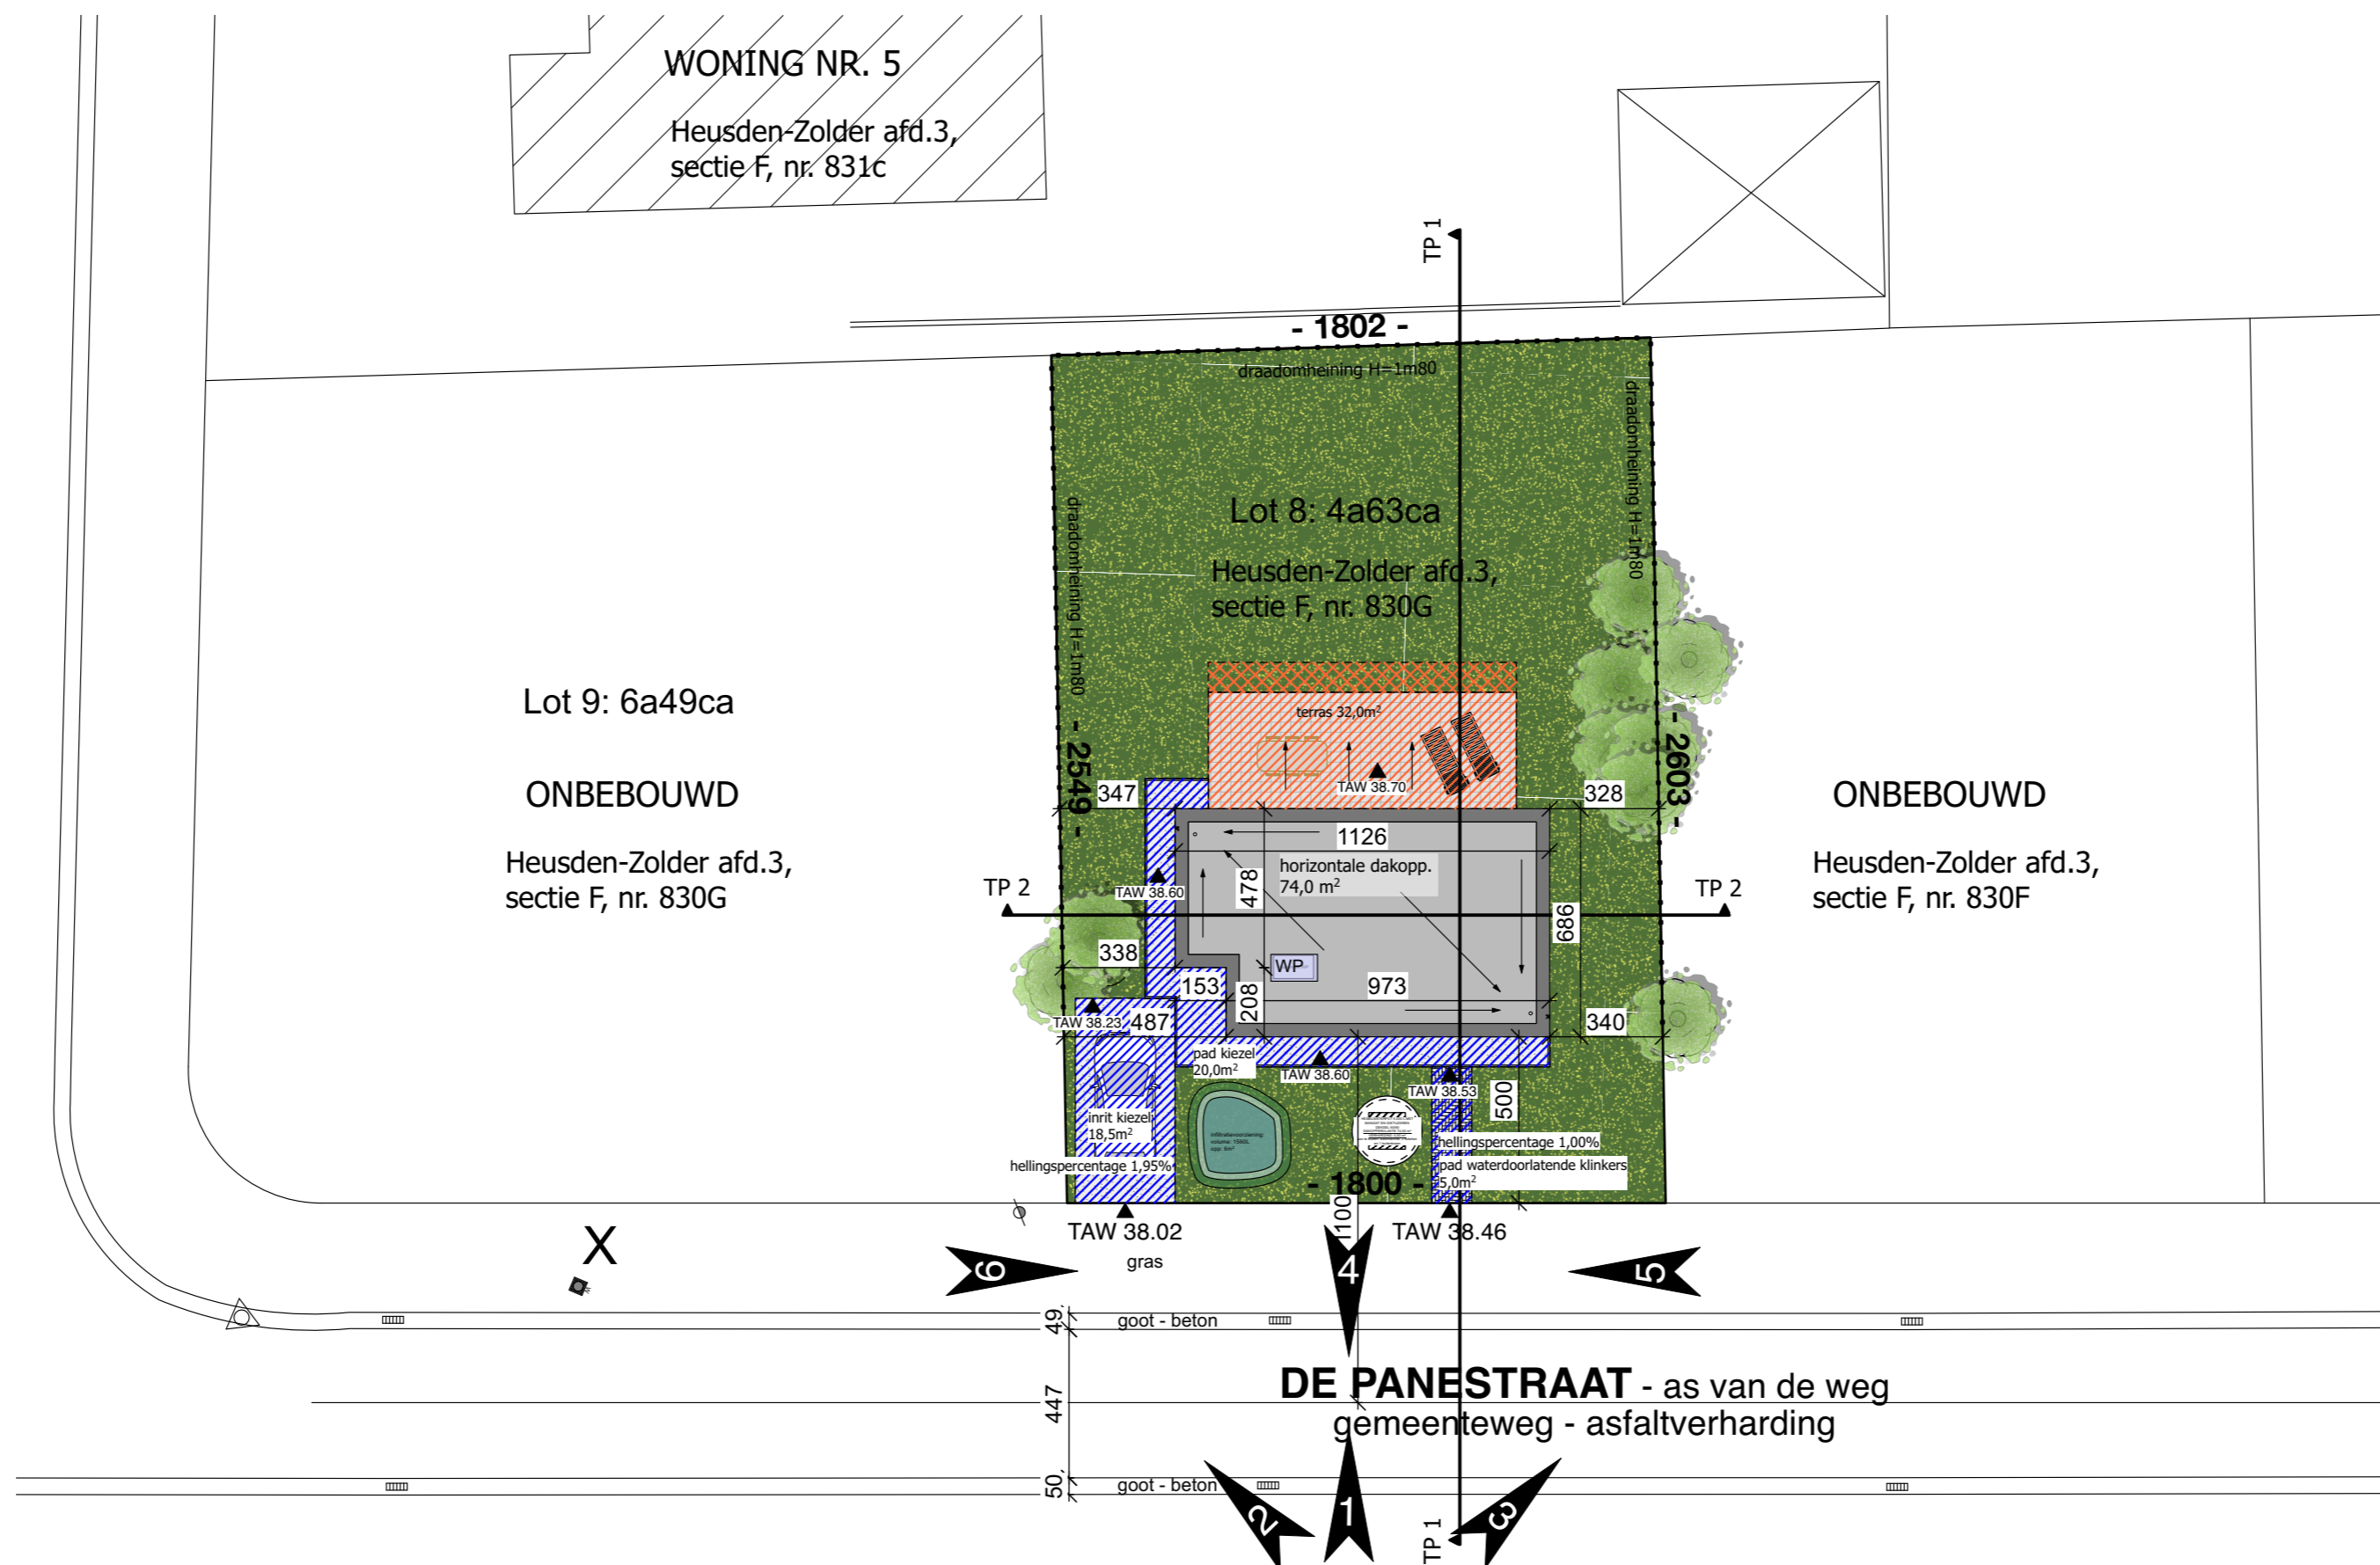 WONING NR. 5
Heusden-Zolder afd.3,
sectie F, nr. 831c
TP 1
- 1802 -
draadomheining H=1m80
draadomheining H=1m80
draadomheining H=1m80
Lot 8: 4a63ca
Heusden-Zolder afd.3,
sectie F, nr. 830G
Lot 9: 6a49ca
ONBEBOUWD
Heusden-Zolder afd.3,
sectie F, nr. 830G
- 2549 -
- 2603 -
ONBEBOUWD
Heusden-Zolder afd.3,
sectie F, nr. 830F
terras 32,0m²
TAW 38.70
347
328
1126
horizontale dakopp.
74,0 m²
478
TAW 38.60
TP 2
TP 2
686
338
WP
153
208
973
TAW 38.23
487
340
pad kiezel
20,0m²
TAW 38.60
TAW 38.53
500
inrit kiezel
18,5m²
infiltratievoorziening:
volume: 1560L
opp: 6m²
hellingspercentage 1,95%
hellingspercentage 1,00%
pad waterdoorlatende klinkers
5,0m²
- 1800 -
1100
TAW 38.02
TAW 38.46
gras
X
6
4
5
49,
goot - beton
447
DE PANESTRAAT - as van de weg
gemeenteweg - asfaltverharding
50,
goot - beton
2
1
3
TP 1